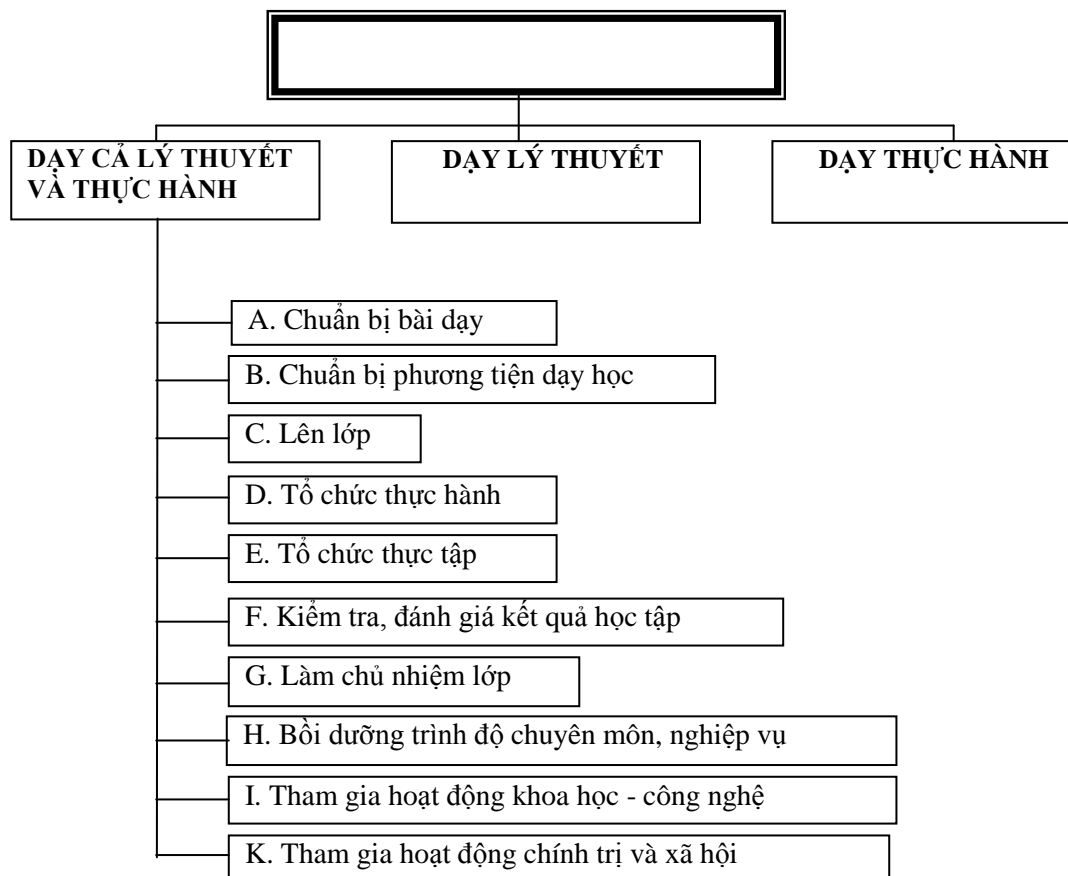 DẠY CẢ LÝ THUYẾT
VÀ THỰC HÀNH
DẠY LÝ THUYẾT
DẠY THỰC HÀNH
A. Chuẩn bị bài dạy
B. Chuẩn bị phương tiện dạy học
C. Lên lớp
D. Tổ chức thực hành
E. Tổ chức thực tập
F. Kiểm tra, đánh giá kết quả học tập
G. Làm chủ nhiệm lớp
H. Bồi dưỡng trình độ chuyên môn, nghiệp vụ
I. Tham gia hoạt động khoa học - công nghệ
K. Tham gia hoạt động chính trị và xã hội